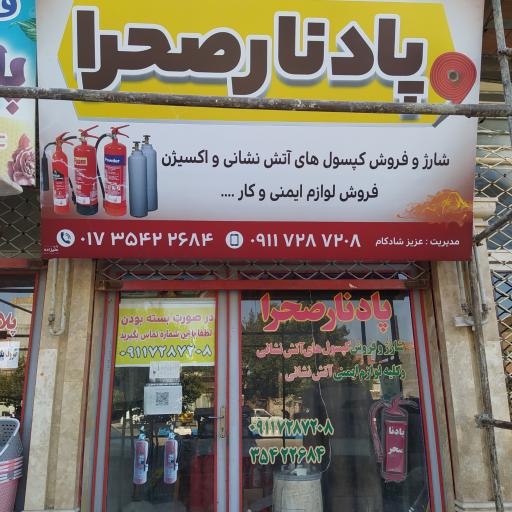 پادنار صحرا
شارژ و فروش کپسول های آتش نشانی و اکسیژن
فروش لوازم ایمنی و کار ....
مدیریت : عزیز شادکام
۰۹۱۱ ۷۲۸ ۷۲۰۸
۰۱۷ ۳۵۴۲ ۲۶۸۴
در صورت بسته بودن
لطفا با این شماره تماس بگیرید
۰۹۱۱۷۲۸۷۲۰۸
پادنار صحرا
شارژ و فروش کپسول های آتش نشانی
و کلیه لوازم ایمنی آتش نشانی
۰۹۱۱۷۲۸۷۲۰۸
۳۵۴۲۲۶۸۴
پادنا